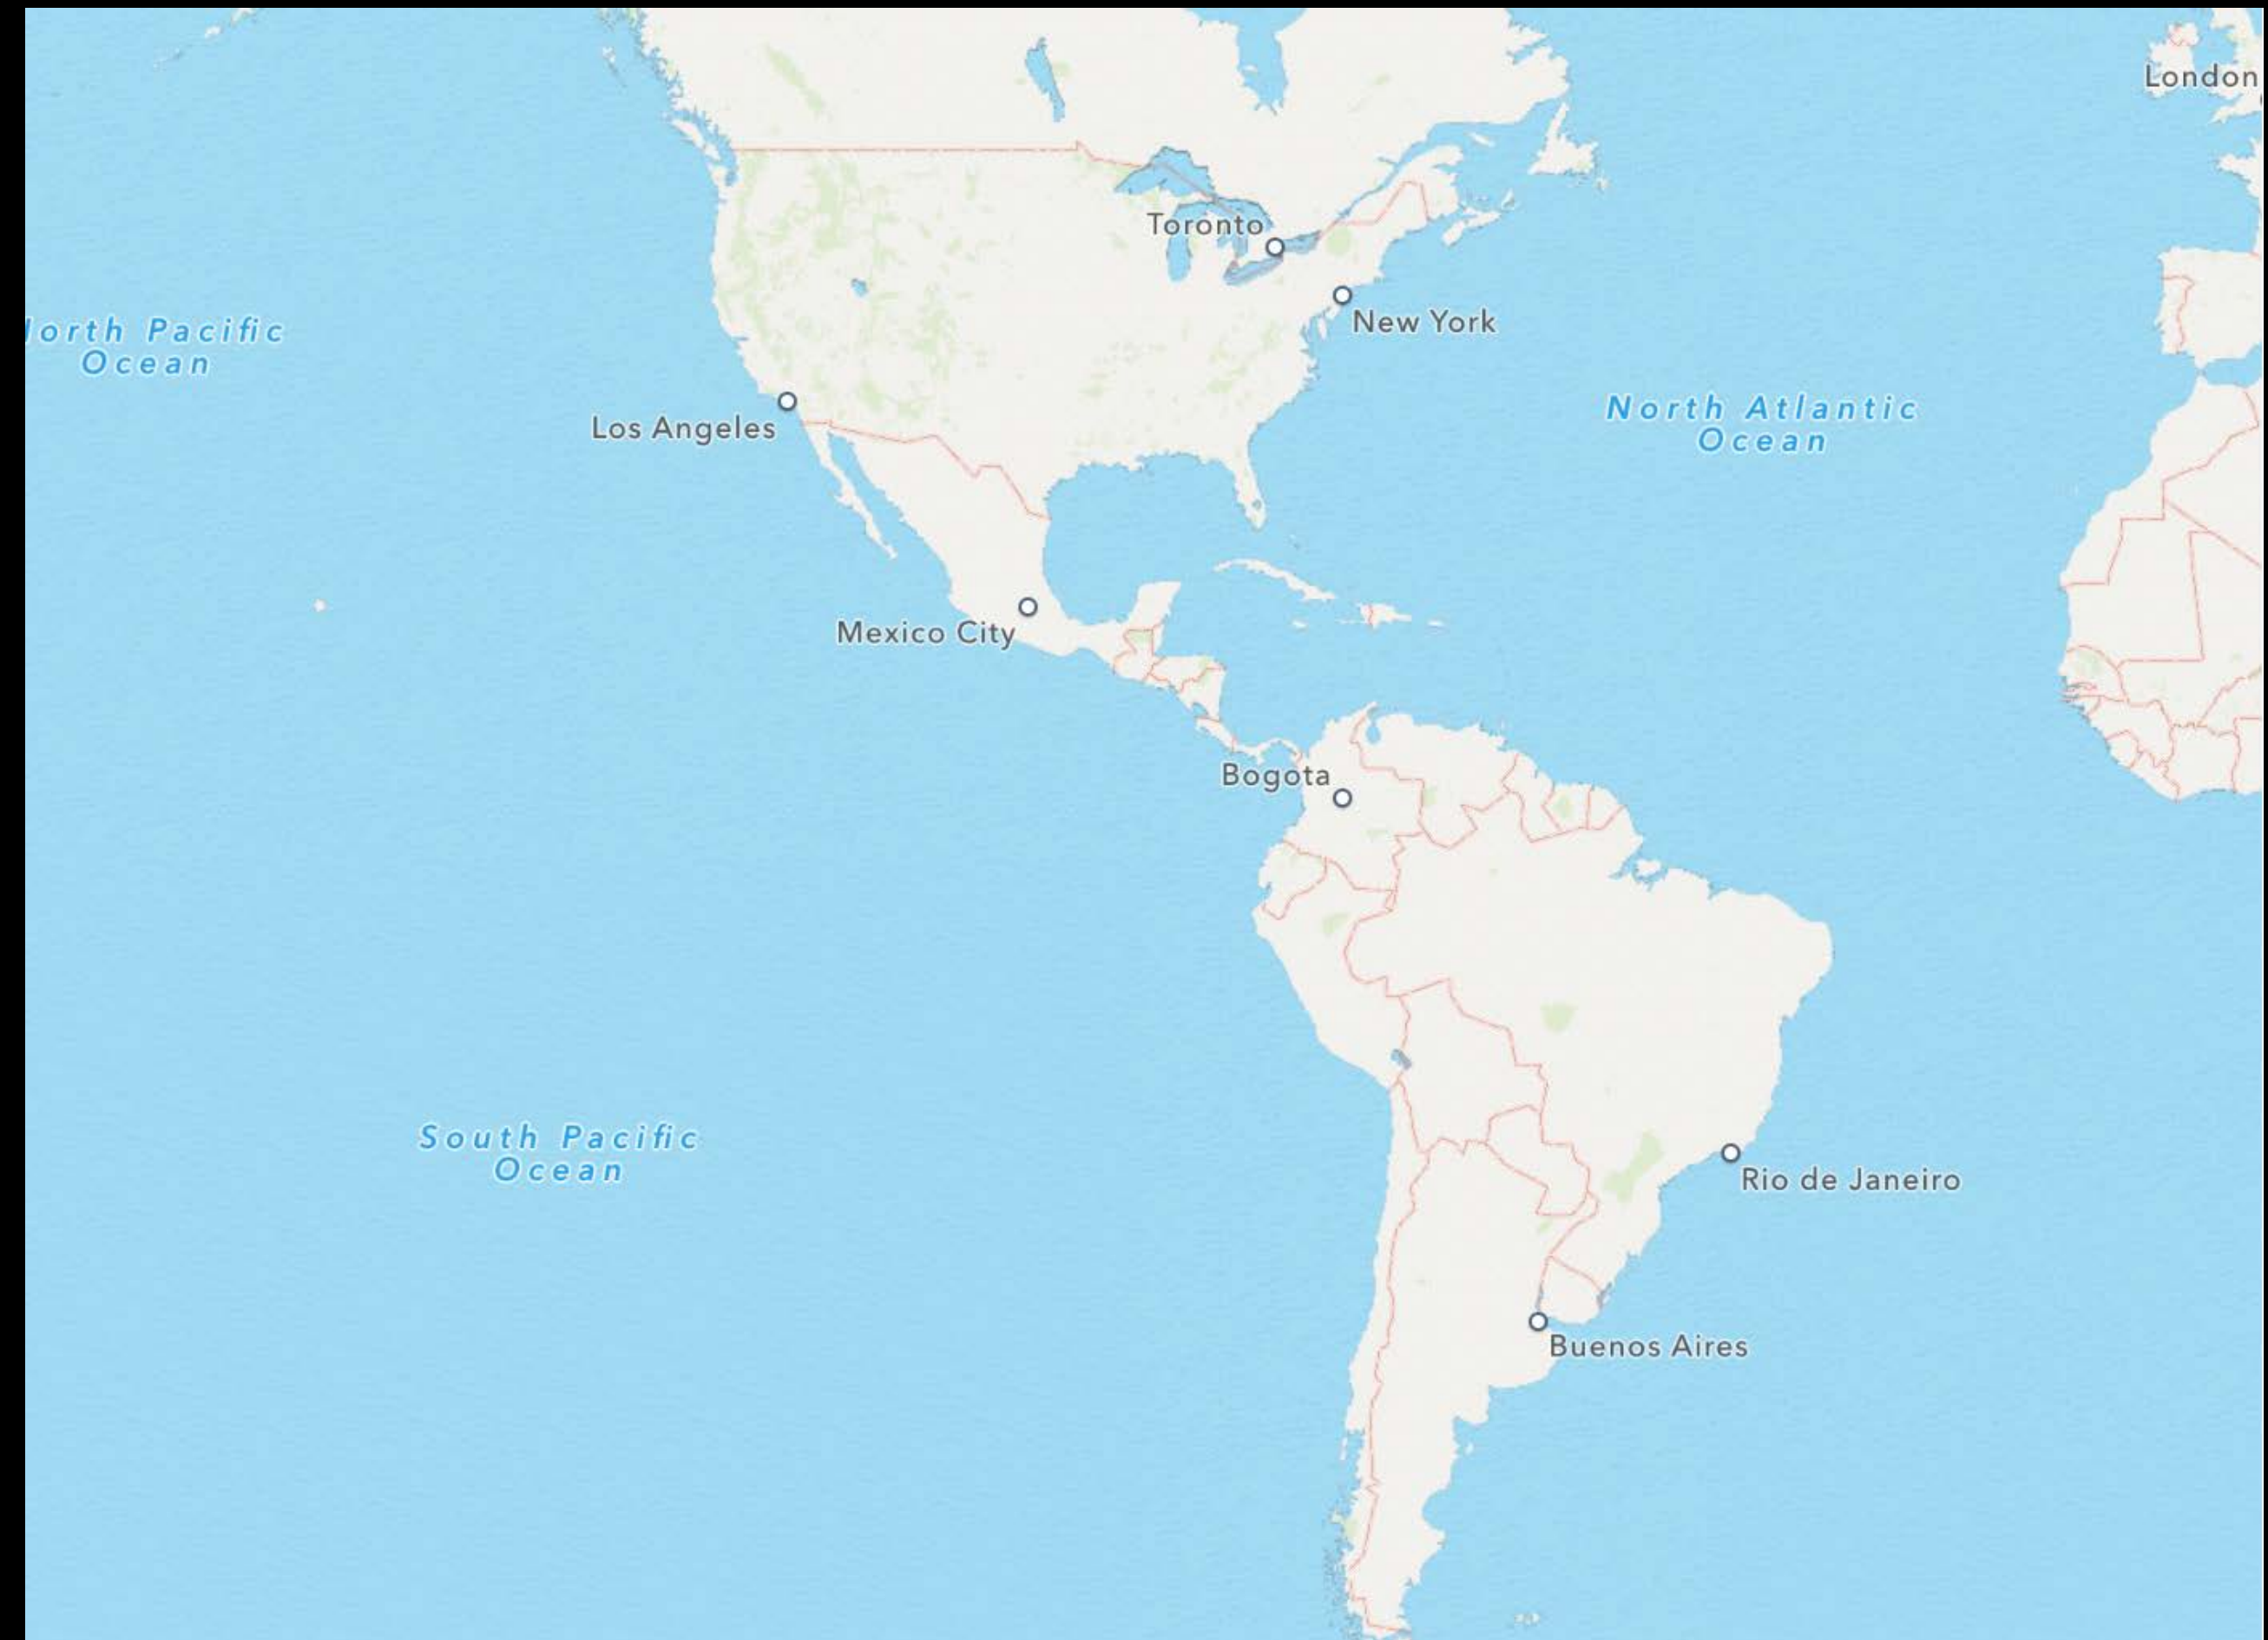 London
Toronto
New York
orth Pacific
Ocean
North Atlantic
Ocean
Los Angeles
Mexico City
Bogota
South Pacific
Ocean
Rio de Janeiro
Buenos Aires